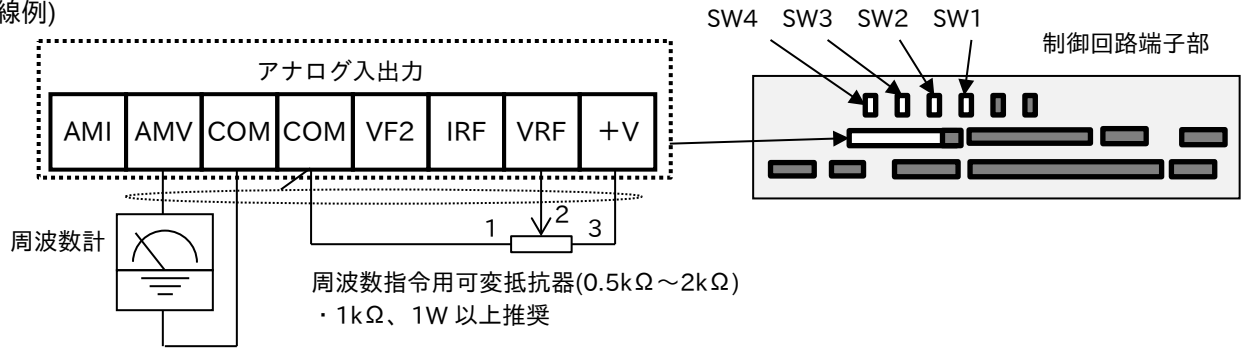 線例)
SW4 SW3 SW2 SW1
制御回路端子部
アナログ入出力
AMI AMV COM COM VF2 IRF VRF +V
1 2 3
周波数計
周波数指令用可変抵抗器(0.5kΩ~2kΩ)
・1kΩ、1W 以上推奨